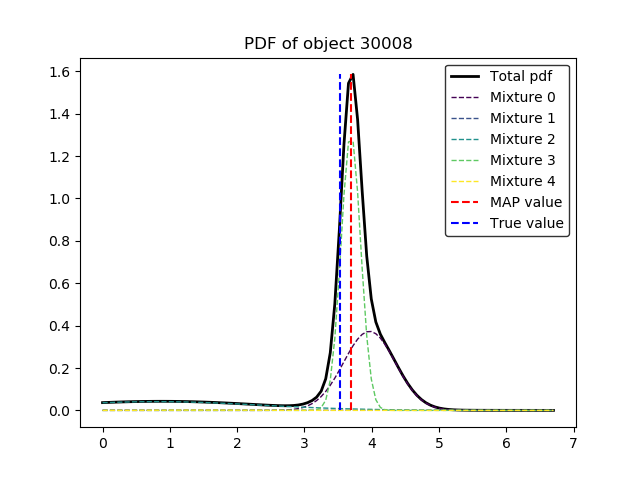 PDF of object 30008
Total pdf
Mixture 0
Mixture 1
Mixture 2
Mixture 3
Mixture 4
MAP value
True value
1.6
1.4
1.2
1.0
0.8
0.6
0.4
0.2
0.0
0 1 2 3 4 5 6 7